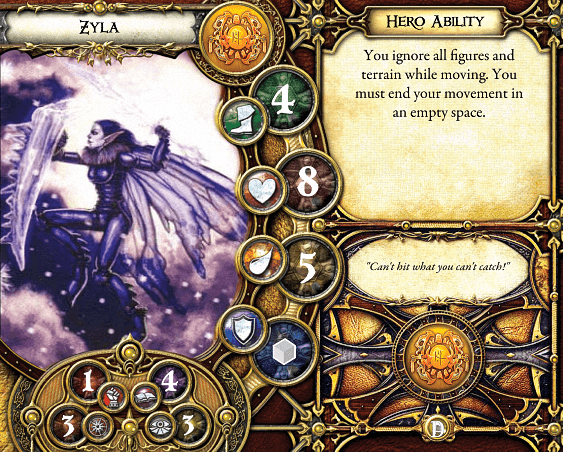 Zyla
4
8
5
1
4
3
3
Hero Ability
You ignore all figures and
terrain while moving. You
must end your movement in
an empty space.
"Can't hit what you can't catch!"
D